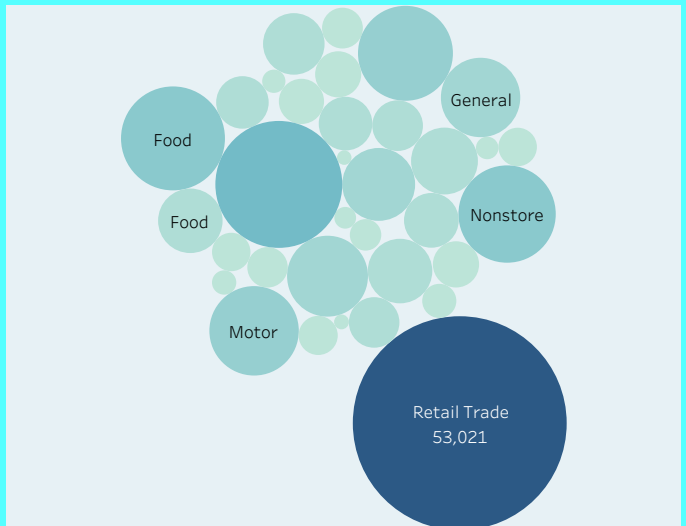 General
Food
Nonstore
Food
Motor
Retail Trade
53,021